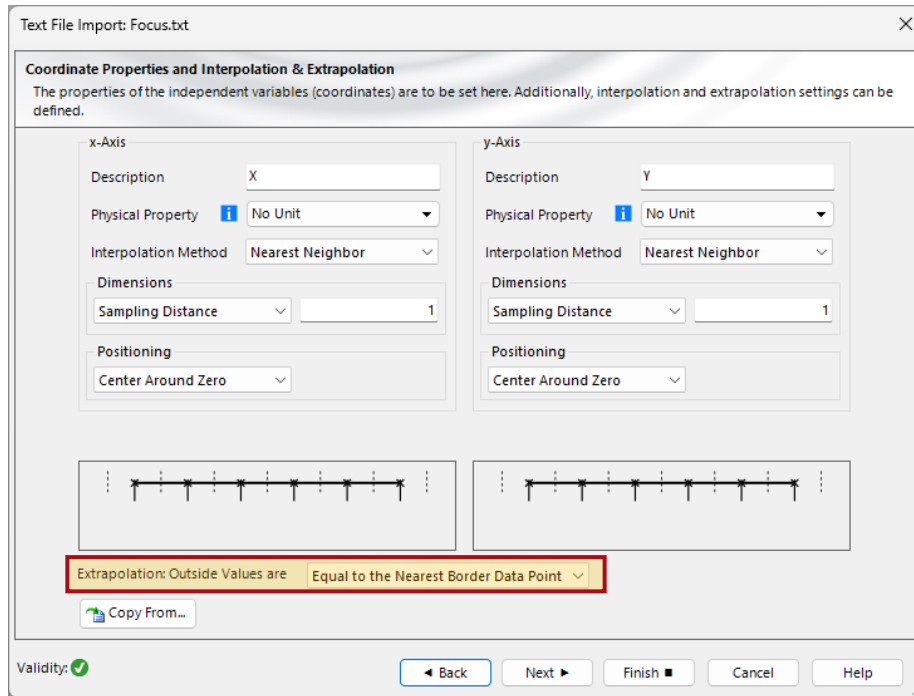 Text File Import: Focus.txt
Coordinate Properties and Interpolation & Extrapolation
The properties of the independent variables (coordinates) are to be set here. Additionally, interpolation and extrapolation settings can be
defined.
x-Axis
Description X
Physical Property i No Unit
Interpolation Method Nearest Neighbor
Dimensions
Sampling Distance 1
Positioning
Center Around Zero
y-Axis
Description Y
Physical Property i No Unit
Interpolation Method Nearest Neighbor
Dimensions
Sampling Distance 1
Positioning
Center Around Zero
Extrapolation: Outside Values are Equal to the Nearest Border Data Point
Copy From...
Validity:
Back Next Finish Cancel Help